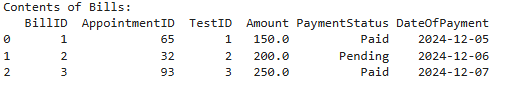 Contents of Bills:
BillID AppointmentID TestID Amount PaymentStatus DateOfPayment
0 1 65 1 150.0 Paid 2024-12-05
1 2 32 2 200.0 Pending 2024-12-06
2 3 93 3 250.0 Paid 2024-12-07